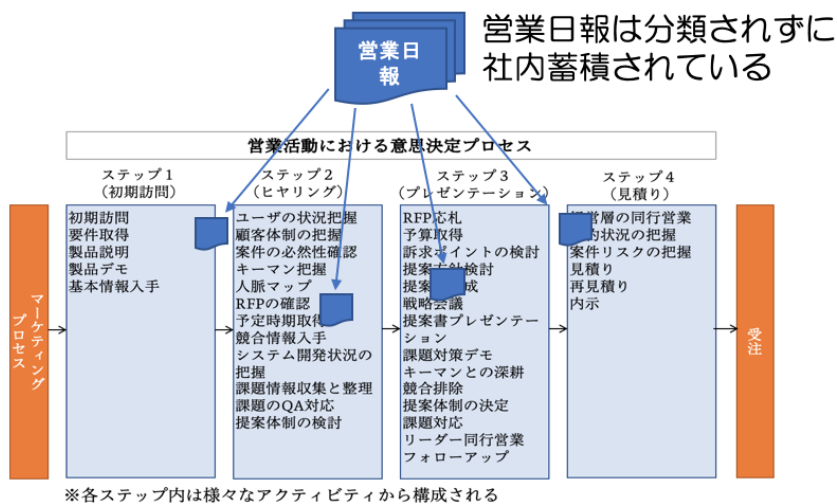 営業日報は分類されずに
社内蓄積されている
営業日
報
営業活動における意思決定プロセス
ステップ1
(初期訪問)
ステップ2
(ヒヤリング)
ステップ3
(プレゼンテーション)
ステップ4
(見積り)
マーケティング
プロセス
初期訪問
要件取得
製品説明
製品デモ
基本情報入手
ユーザの状況把握
顧客体制の把握
案件の必然性確認
キーマン把握
人脈マップ
RFPの確認
予定時期取得
競合情報入手
システム開発状況の
把握
課題情報収集と整理
課題のQA対応
提案体制の検討
RFP応札
予算取得
訴求ポイントの検討
提案方針検討
提案 成
戦略会議
提案書プレゼンテー
ション
課題対策デモ
キーマンとの深耕
競合排除
提案体制の決定
課題対応
リーダー同行営業
フォローアップ
営層の同行営業
的状況の把握
案件リスクの把握
見積り
再見積り
内示
受注
※各ステップ内は様々なアクティビティから構成される